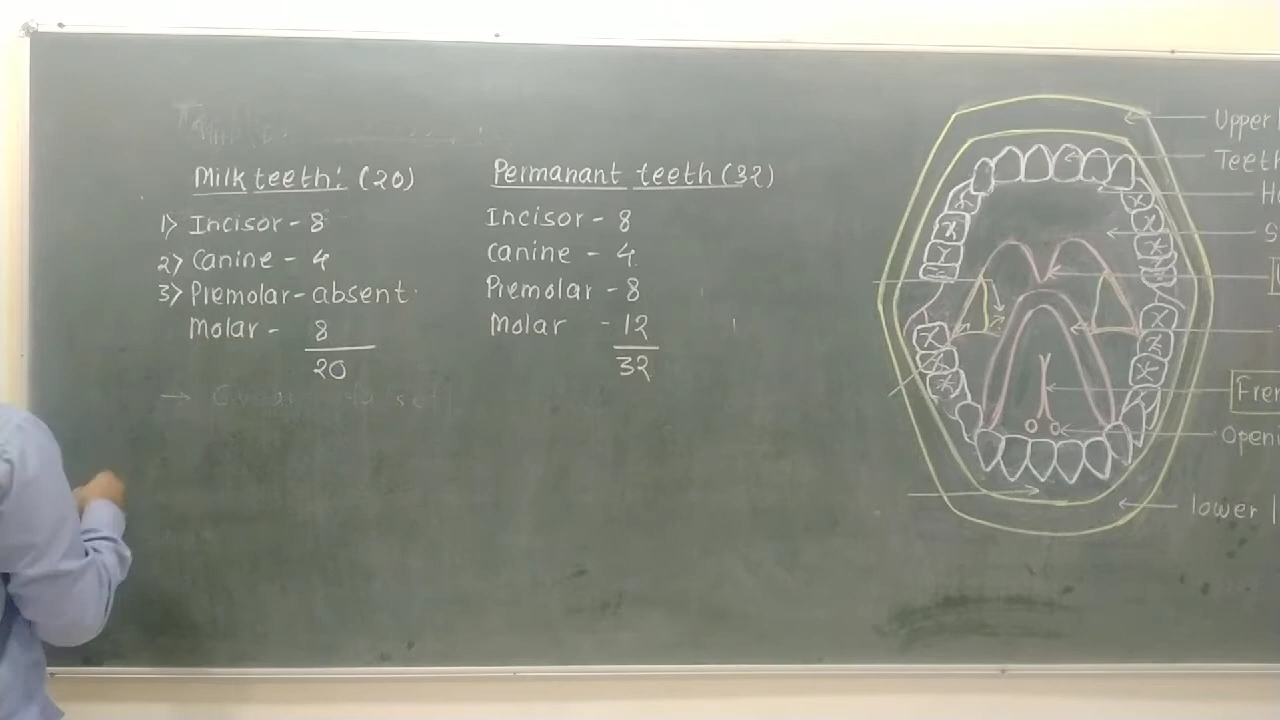 Milk teeth: (20)
1> Incisor - 8
2> Canine - 4
3> Premolar - absent
Molar - 8
20
Permanant teeth (32)
Incisor - 8
Canine - 4
Premolar - 8
Molar - 12
32
Upper
Teeth
Openi
lower